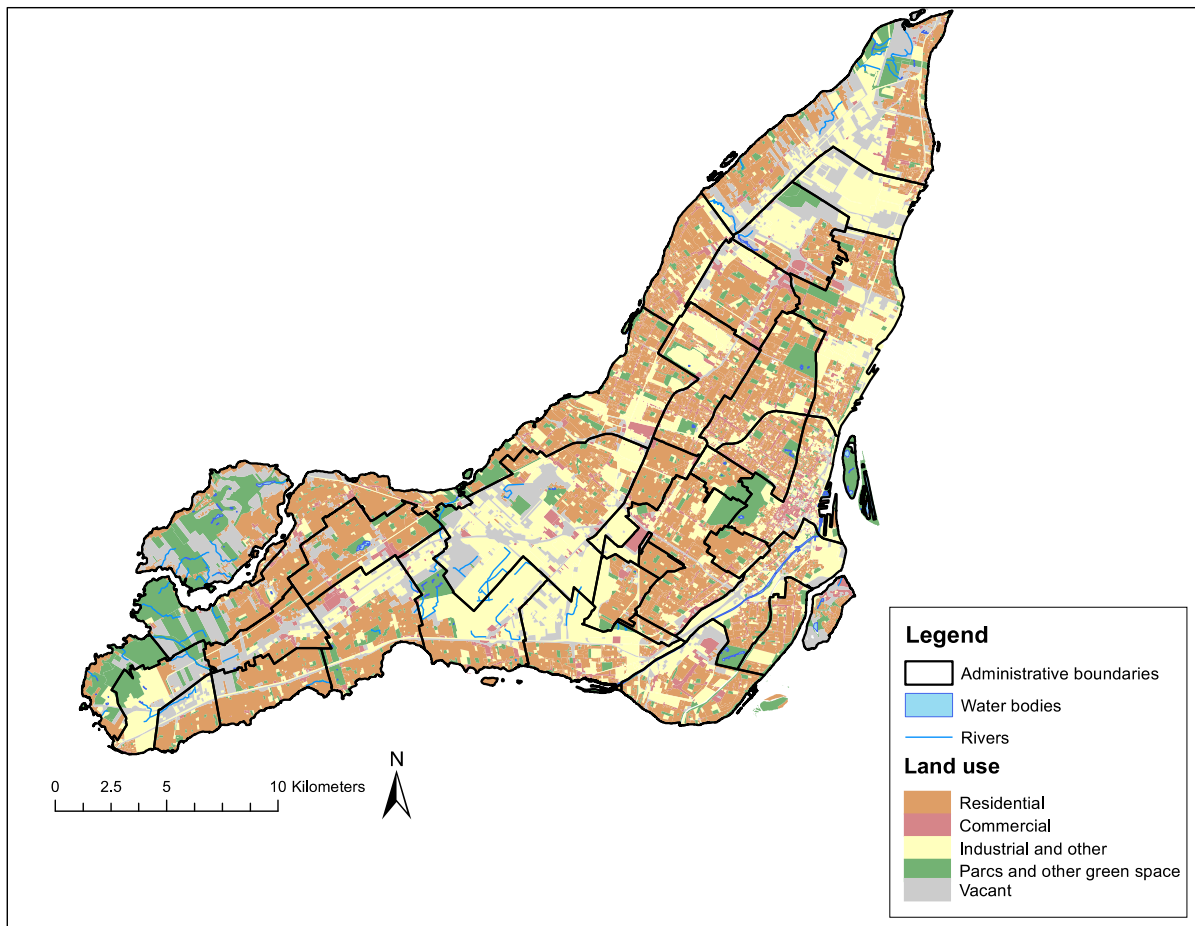 Legend
Administrative boundaries
Water bodies
Rivers
Land use
Residential
Commercial
Industrial and other
Parcs and other green space
Vacant
N
0 2.5 5 10 Kilometers